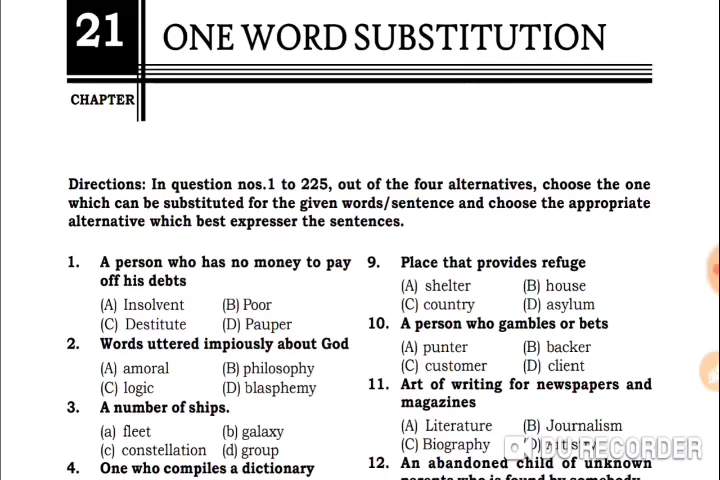 21
ONE WORD SUBSTITUTION
CHAPTER
Directions: In question nos.1 to 225, out of the four alternatives, choose the one
which can be substituted for the given words/sentence and choose the appropriate
alternative which best expresser the sentences.
1. A person who has no money to pay
off his debts
(A) Insolvent (B) Poor
(C) Destitute (D) Pauper
2. Words uttered impiously about God
(A) amoral (B) philosophy
(C) logic (D) blasphemy
3. A number of ships.
(a) fleet (b) galaxy
(c) constellation (d) group
4. One who compiles a dictionary
9. Place that provides refuge
(A) shelter (B) house
(C) country (D) asylum
10. A person who gambles or bets
(A) punter (B) backer
(C) customer (D) client
11. Art of writing for newspapers and
magazines
(A) Literature (B) Journalism
(C) Biography
12. An abandoned child of unknown
parents who is found by somebody
DU RECORDER